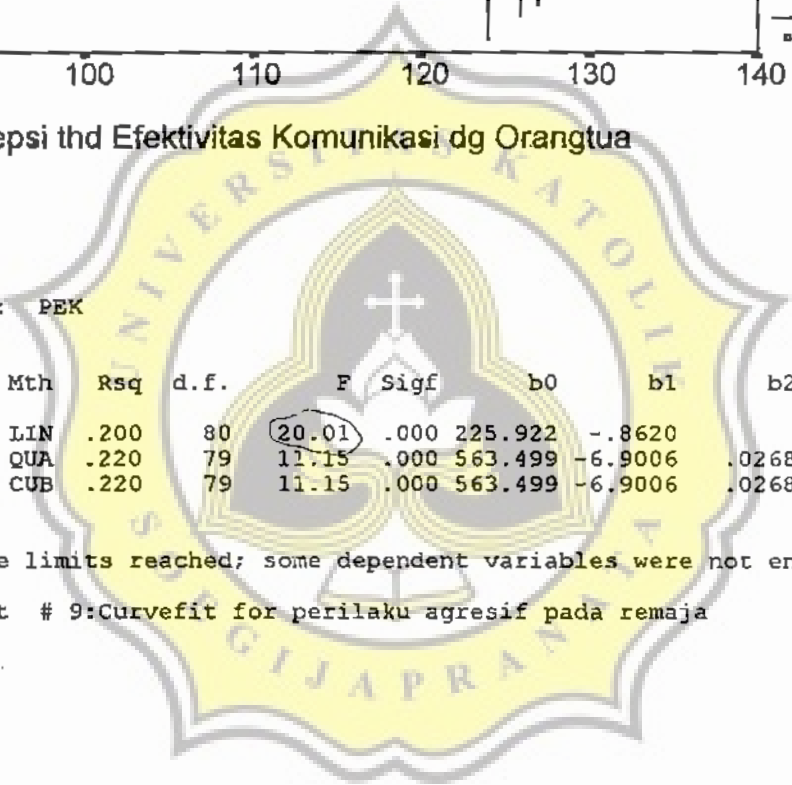 100 110 120 130 140
epsi thd Efektivitas Komunikasi dg Orangtua
UNIVERSITAS KATOLIK
: PEK
Mth Rsq d.f. F Sigf b0 b1 b2
LIN .200 80 20.01 .000 225.922 -.8620
QUA .220 79 11.15 .000 563.499 -6.9006 .0268
CUB .220 79 11.15 .000 563.499 -6.9006 .0268
e limits reached; some dependent variables were not en
t # 9:Curvefit for perilaku agresif pada remaja
SOEGIJAPRANATA